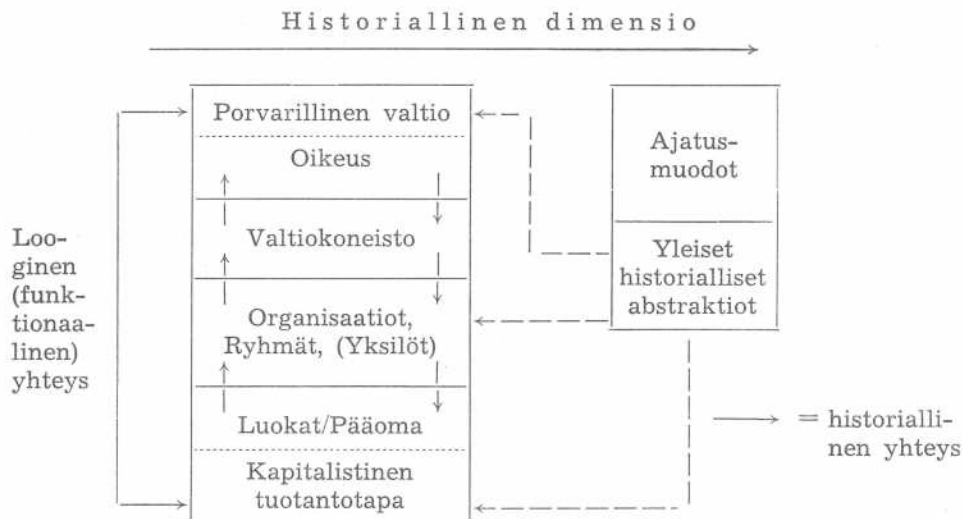 Historiallinen dimensio
Porvarillinen valtio
Oikeus
Valtiokoneisto
Organisaatiot,
Ryhmät, (Yksilöt)
Luokat/Pääoma
Kapitalistinen
tuotantotapa
Loo-
ginen
(funk-
tionaa-
linen)
yhteys
Ajatus-
muodot
Yleiset
historialliset
abstraktiot
= historialli-
nen yhteys